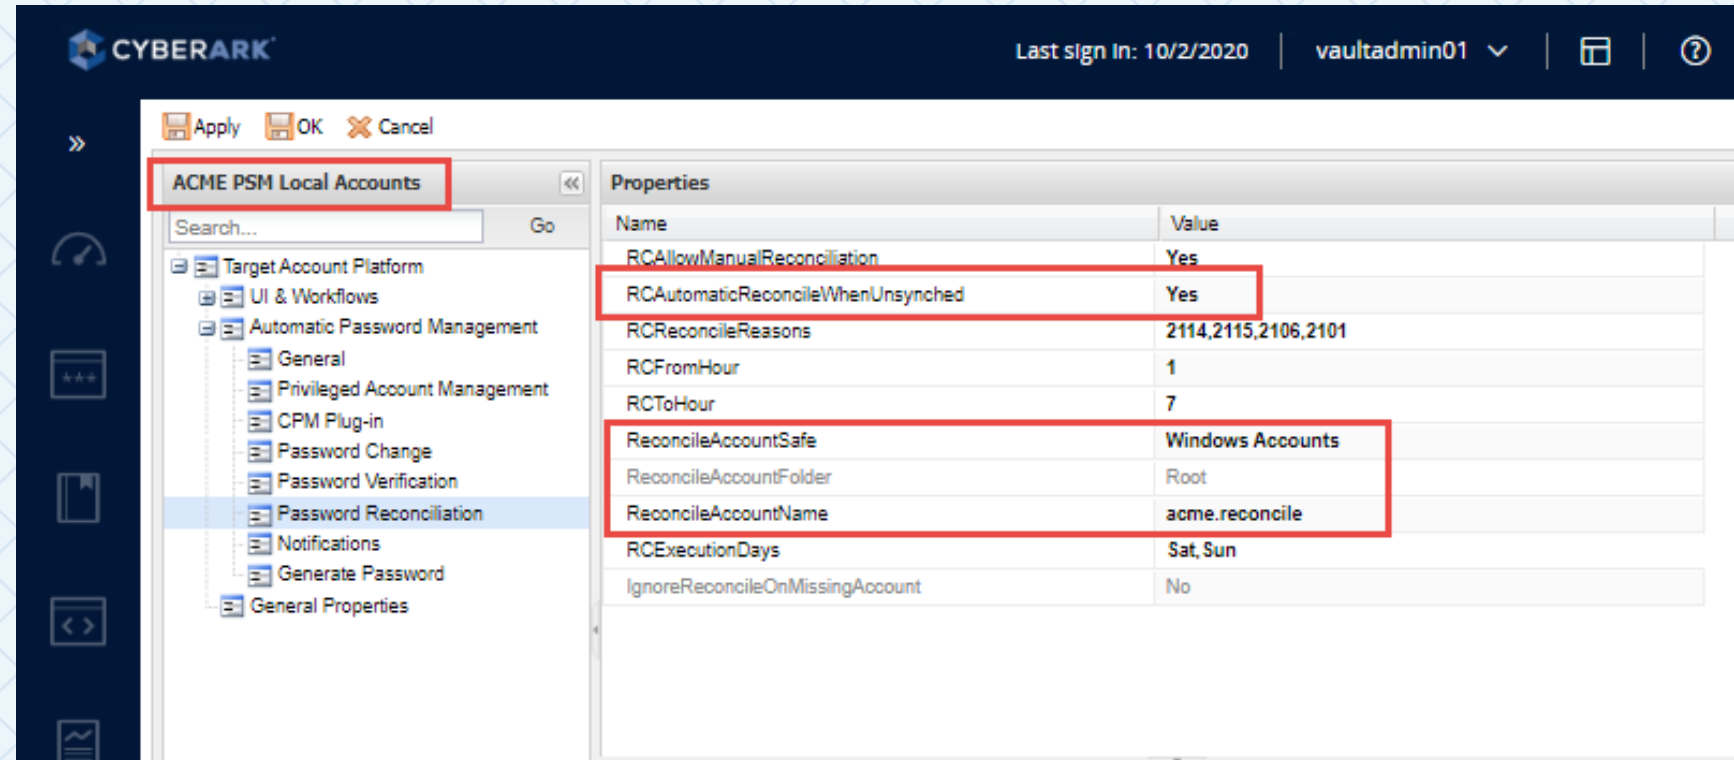 CYBERARK
Last sign in: 10/2/2020
vaultadmin01
Apply OK Cancel
ACME PSM Local Accounts
Search...
Go
Target Account Platform
UI & Workflows
Automatic Password Management
General
Privileged Account Management
CPM Plug-in
Password Change
Password Verification
Password Reconciliation
Notifications
Generate Password
General Properties
Properties
Name Value
RCAllowManualReconciliation Yes
RCAutomaticReconcileWhenUnsynched Yes
RCReconcileReasons 2114,2115,2106,2101
RCFromHour 1
RCToHour 7
ReconcileAccountSafe Windows Accounts
ReconcileAccountFolder Root
ReconcileAccountName acme.reconcile
RCExecutionDays Sat,Sun
IgnoreReconcileOnMissingAccount No